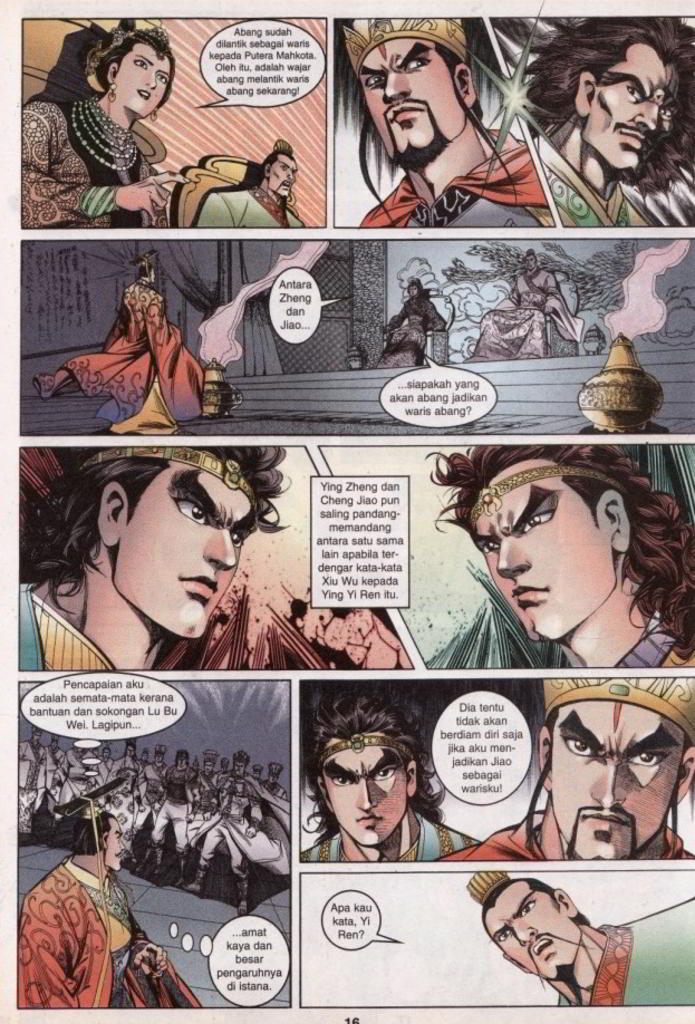 Abang sudah
dilantik sebagai waris
kepada Putera Mahkota.
Oleh itu, adalah wajar
abang melantik waris
abang sekarang!
Antara
Zheng
dan
Jiao...
...siapakah yang
akan abang jadikan
waris abang?
Ying Zheng dan
Cheng Jiao pun
saling pandang-
memandang
antara satu sama
lain apabila ter-
dengar kata-kata
Xiu Wu kepada
Ying Yi Ren itu.
Pencapaian aku
adalah semata-mata kerana
bantuan dan sokongan Lu Bu
Wei. Lagipun...
...amat
kaya dan
besar
pengaruhnya
di istana.
Dia tentu
tidak akan
berdiam diri saja
jika aku men-
jadikan Jiao
sebagai
warisku!
Apa kau
kata, Yi
Ren?
16